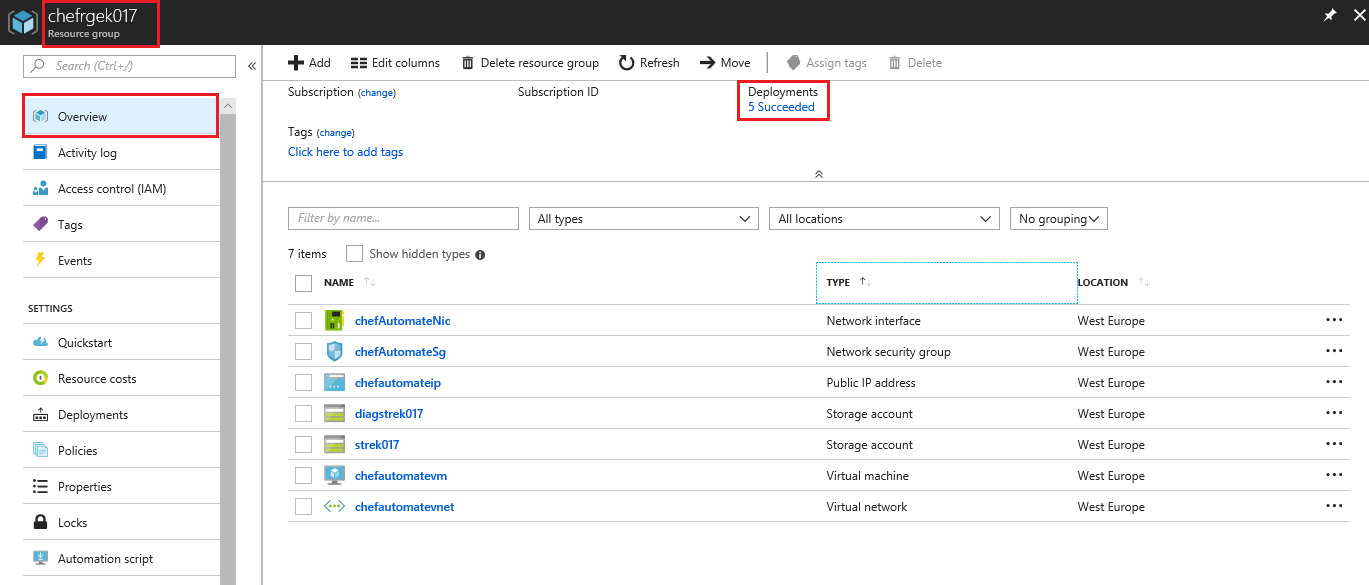 chefrgek017
Resource group
Search (Ctrl+/)
Overview
Activity log
Access control (IAM)
Tags
Events
SETTINGS
Quickstart
Resource costs
Deployments
Policies
Properties
Locks
Automation script
Add Edit columns Delete resource group Refresh Move Assign tags Delete
Subscription (change) Subscription ID Deployments
5 Succeeded
Tags (change)
Click here to add tags
Filter by name... All types All locations No grouping
7 items Show hidden types
NAME TYPE LOCATION
chefAutomateNic Network interface West Europe
chefAutomateSg Network security group West Europe
chefautomateip Public IP address West Europe
diagstrek017 Storage account West Europe
strek017 Storage account West Europe
chefautomatevm Virtual machine West Europe
chefautomatevnet Virtual network West Europe